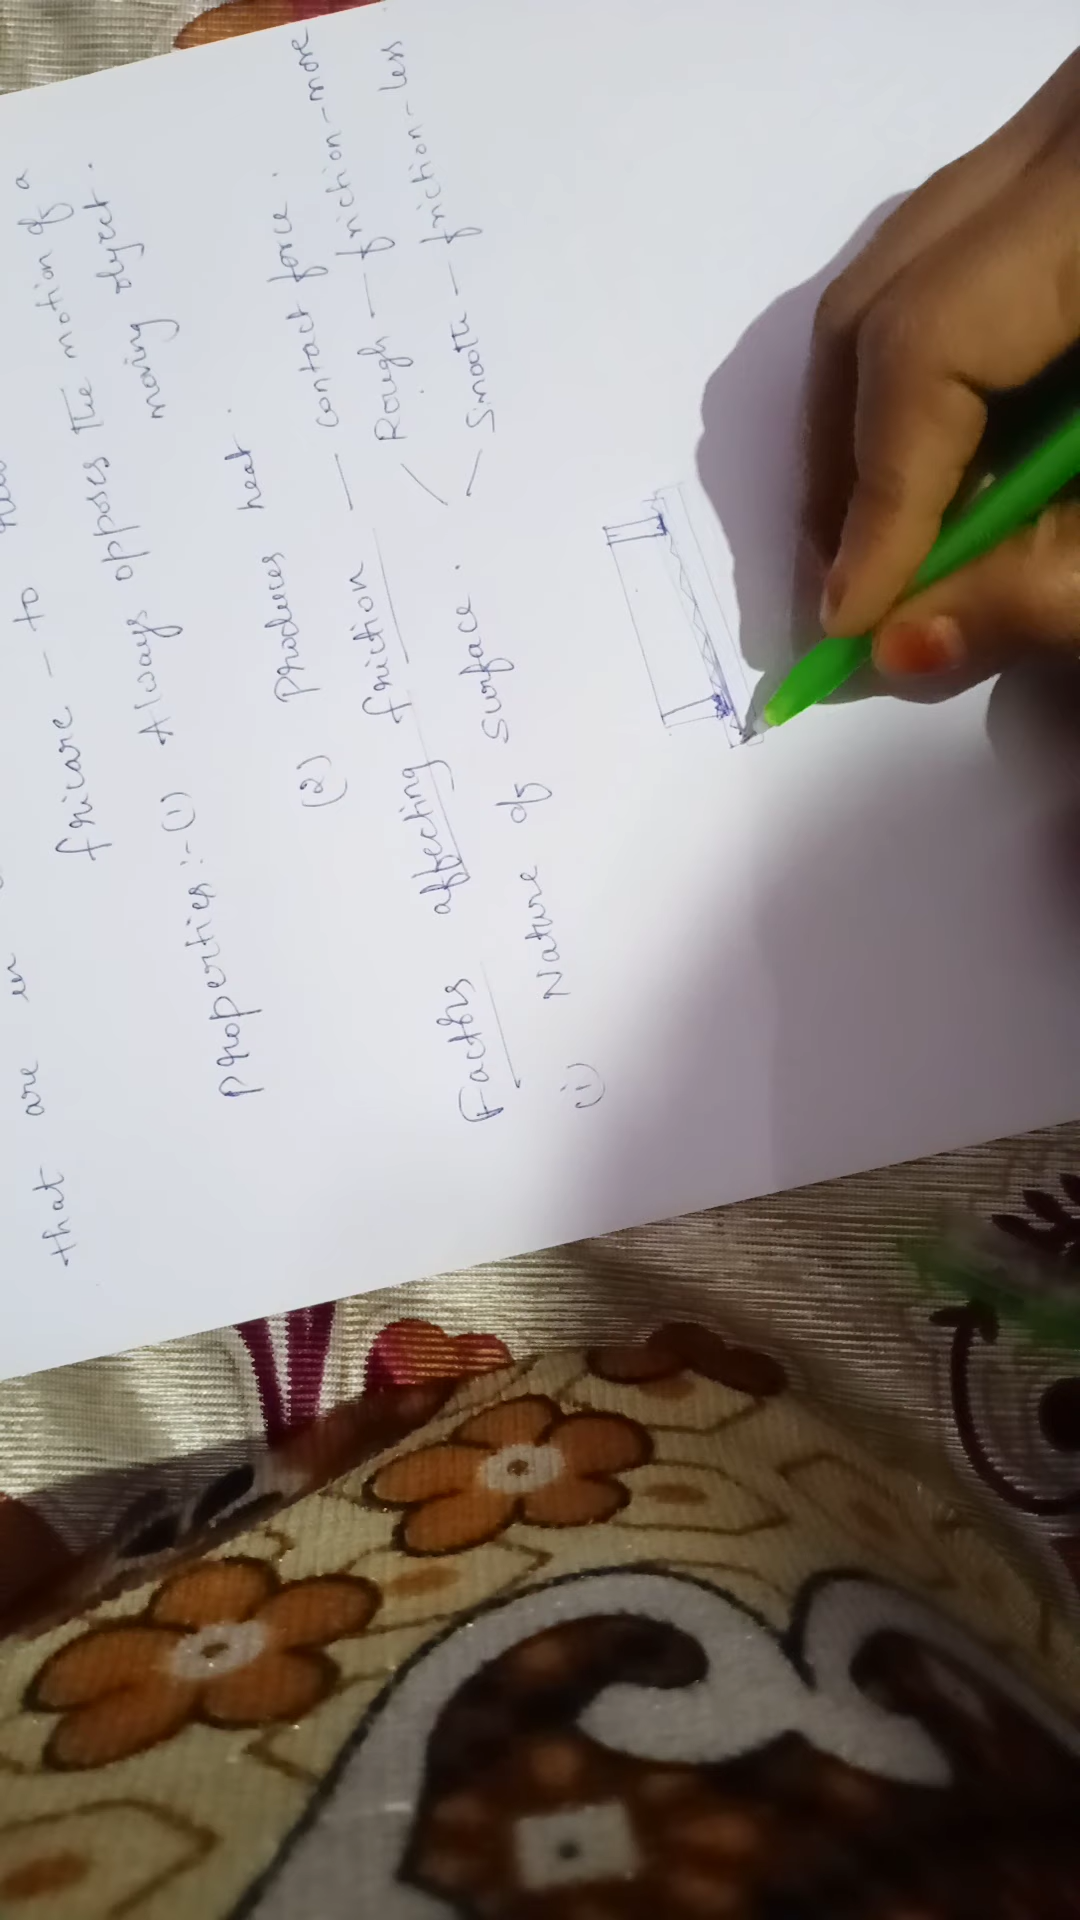 that are in
fricare - to
Properties :- (1) Always opposes the motion of a
moving object.
(2) produces heat.
Factors affecting friction — contact force.
(i) Nature of surface. Rough — friction - more
Smooth — friction - less